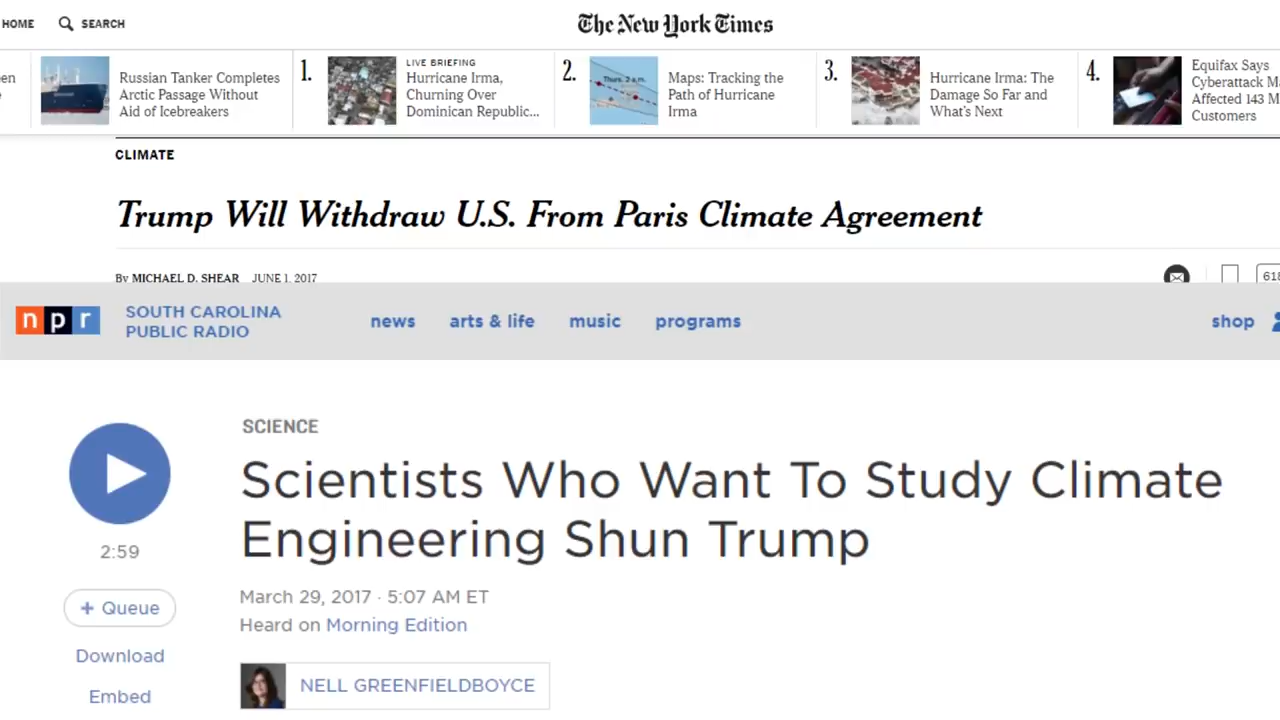 HOME
SEARCH
The New York Times
en
Russian Tanker Completes
Arctic Passage Without
Aid of Icebreakers
1.
LIVE BRIEFING
Hurricane Irma,
Churning Over
Dominican Republic...
2.
Thurs. 2 a.m.
Maps: Tracking the
Path of Hurricane
Irma
3.
Hurricane Irma: The
Damage So Far and
What's Next
4.
Equifax Says
Cyberattack M
Affected 143 M
Customers
CLIMATE
Trump Will Withdraw U.S. From Paris Climate Agreement
By MICHAEL D. SHEAR JUNE 1, 2017
618
npr
SOUTH CAROLINA
PUBLIC RADIO
news
arts & life
music
programs
shop
SCIENCE
Scientists Who Want To Study Climate
Engineering Shun Trump
2:59
March 29, 2017 · 5:07 AM ET
Heard on Morning Edition
+ Queue
Download
Embed
NELL GREENFIELDBOYCE